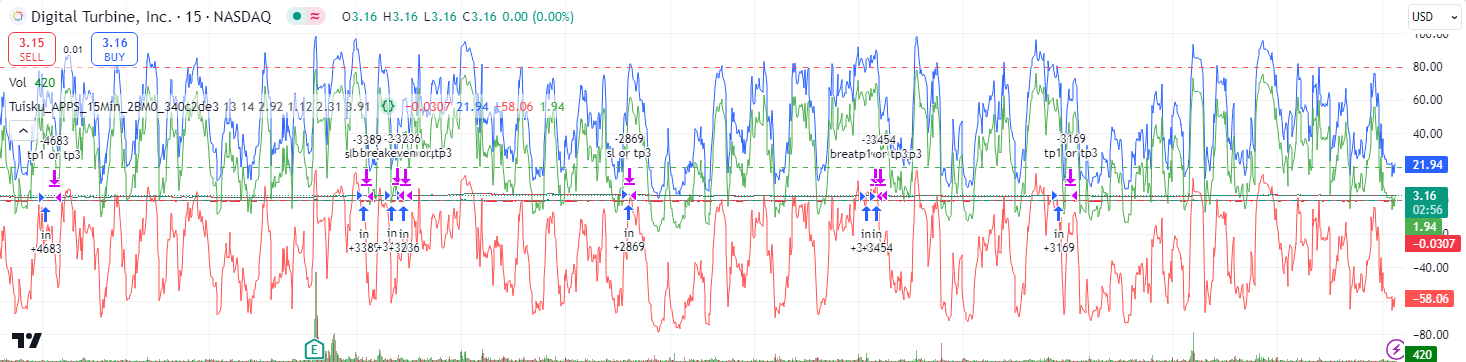 Digital Turbine, Inc. · 15 · NASDAQ
O3.16 H3.16 L3.16 C3.16 0.00 (0.00%)
USD
3.15
SELL
0.01
3.16
BUY
Vol 420
Tuisku_APPS_15Min_2BM0_340c2de3 13 14 2.92 1.12 2.31 3.91 {} −0.0307 21.94 +58.06 1.94
100.00
80.00
60.00
40.00
21.94
3.16
02:56
1.94
−0.0307
−40.00
−58.06
−80.00
420
-4683
tp1 or tp3
in
+4683
-3389
-33236
in
+3389
in
+3236
-2869
sl or tp3
in
+2869
-33454
in
in
+3454
-3169
tp1 or tp3
in
+3169
E